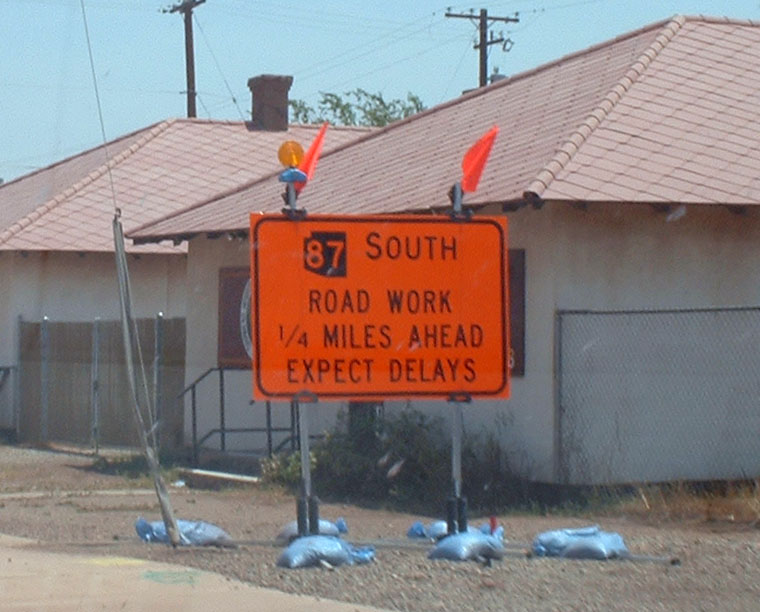 87 SOUTH
ROAD WORK
1/4 MILES AHEAD
EXPECT DELAYS